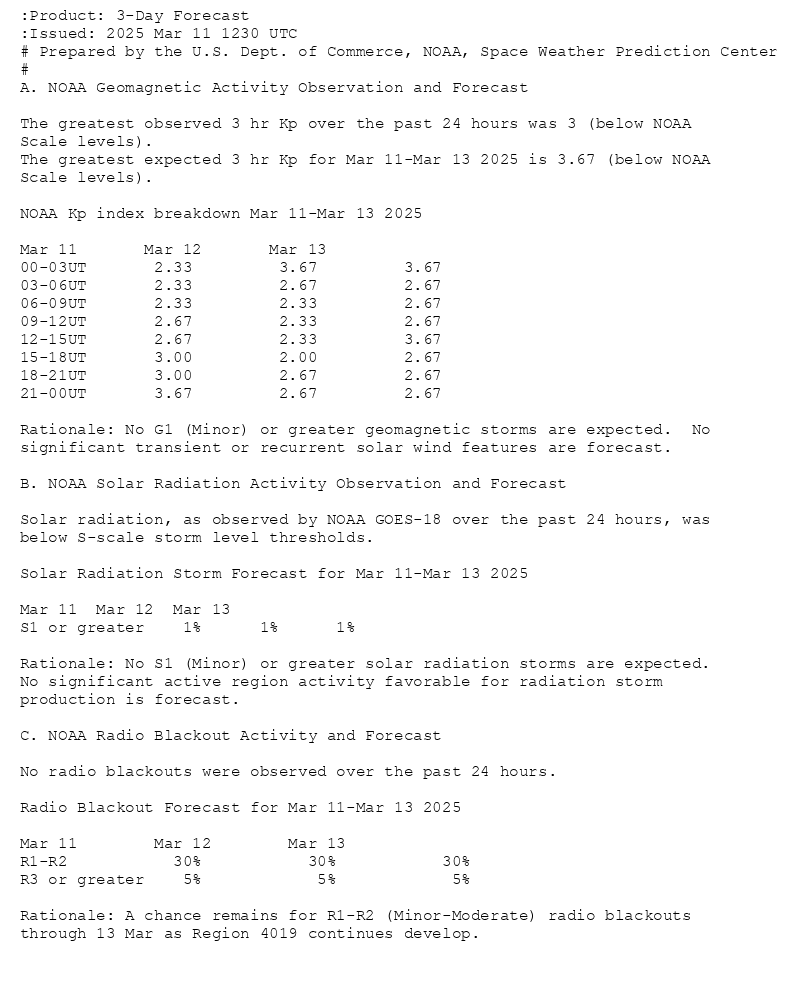 :Product: 3-Day Forecast
:Issued: 2025 Mar 11 1230 UTC
# Prepared by the U.S. Dept. of Commerce, NOAA, Space Weather Prediction Center
#
A. NOAA Geomagnetic Activity Observation and Forecast

The greatest observed 3 hr Kp over the past 24 hours was 3 (below NOAA
Scale levels).
The greatest expected 3 hr Kp for Mar 11-Mar 13 2025 is 3.67 (below NOAA
Scale levels).

NOAA Kp index breakdown Mar 11-Mar 13 2025

Mar 11       Mar 12       Mar 13
00-03UT       2.33         3.67         3.67
03-06UT       2.33         2.67         2.67
06-09UT       2.33         2.33         2.67
09-12UT       2.67         2.33         2.67
12-15UT       2.67         2.33         3.67
15-18UT       3.00         2.00         2.67
18-21UT       3.00         2.67         2.67
21-00UT       3.67         2.67         2.67

Rationale: No G1 (Minor) or greater geomagnetic storms are expected.  No
significant transient or recurrent solar wind features are forecast.

B. NOAA Solar Radiation Activity Observation and Forecast

Solar radiation, as observed by NOAA GOES-18 over the past 24 hours, was
below S-scale storm level thresholds.

Solar Radiation Storm Forecast for Mar 11-Mar 13 2025

Mar 11  Mar 12  Mar 13
S1 or greater    1%      1%      1%

Rationale: No S1 (Minor) or greater solar radiation storms are expected.
No significant active region activity favorable for radiation storm
production is forecast.

C. NOAA Radio Blackout Activity and Forecast

No radio blackouts were observed over the past 24 hours.

Radio Blackout Forecast for Mar 11-Mar 13 2025

Mar 11        Mar 12        Mar 13
R1-R2           30%           30%           30%
R3 or greater    5%            5%            5%

Rationale: A chance remains for R1-R2 (Minor-Moderate) radio blackouts
through 13 Mar as Region 4019 continues develop.